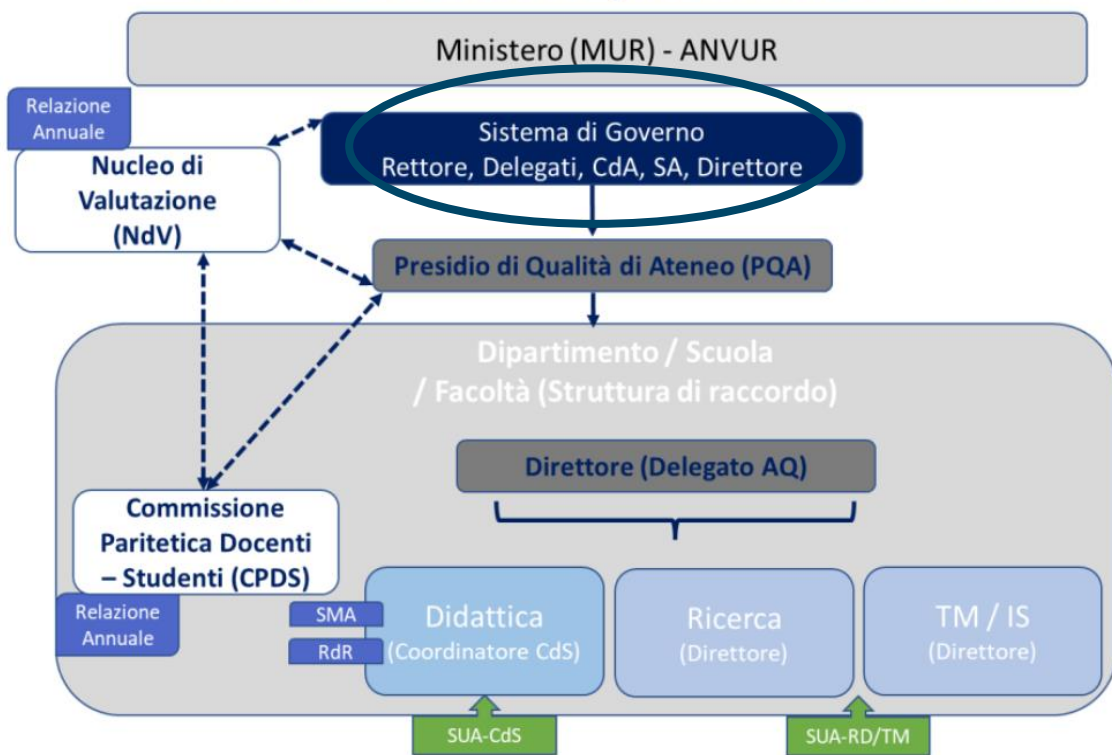 Ministero (MUR) - ANVUR
Relazione
Annuale
Nucleo di
Valutazione
(NdV)
Sistema di Governo
Rettore, Delegati, CdA, SA, Direttore
Presidio di Qualità di Ateneo (PQA)
Dipartimento / Scuola
/ Facoltà (Struttura di raccordo)
Direttore (Delegato AQ)
Commissione
Paritetica Docenti
– Studenti (CPDS)
Relazione
Annuale
SMA
RdR
Didattica
(Coordinatore CdS)
Ricerca
(Direttore)
TM / IS
(Direttore)
SUA-CdS
SUA-RD/TM